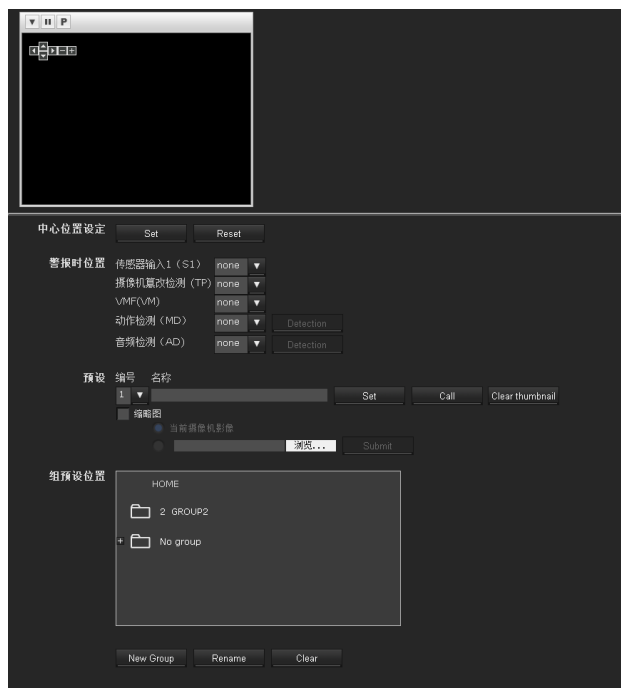 P
中心位置设定 Set Reset
警报时位置 传感器输入1（S1） none
摄像机篡改检测（TP） none
VMF(VM) none
动作检测（MD） none Detection
音频检测（AD） none Detection
预设 编号 名称
1 Set Call Clear thumbnail
缩略图
当前摄像机影像
浏览... Submit
组预设位置
HOME
2 GROUP2
No group
New Group Rename Clear